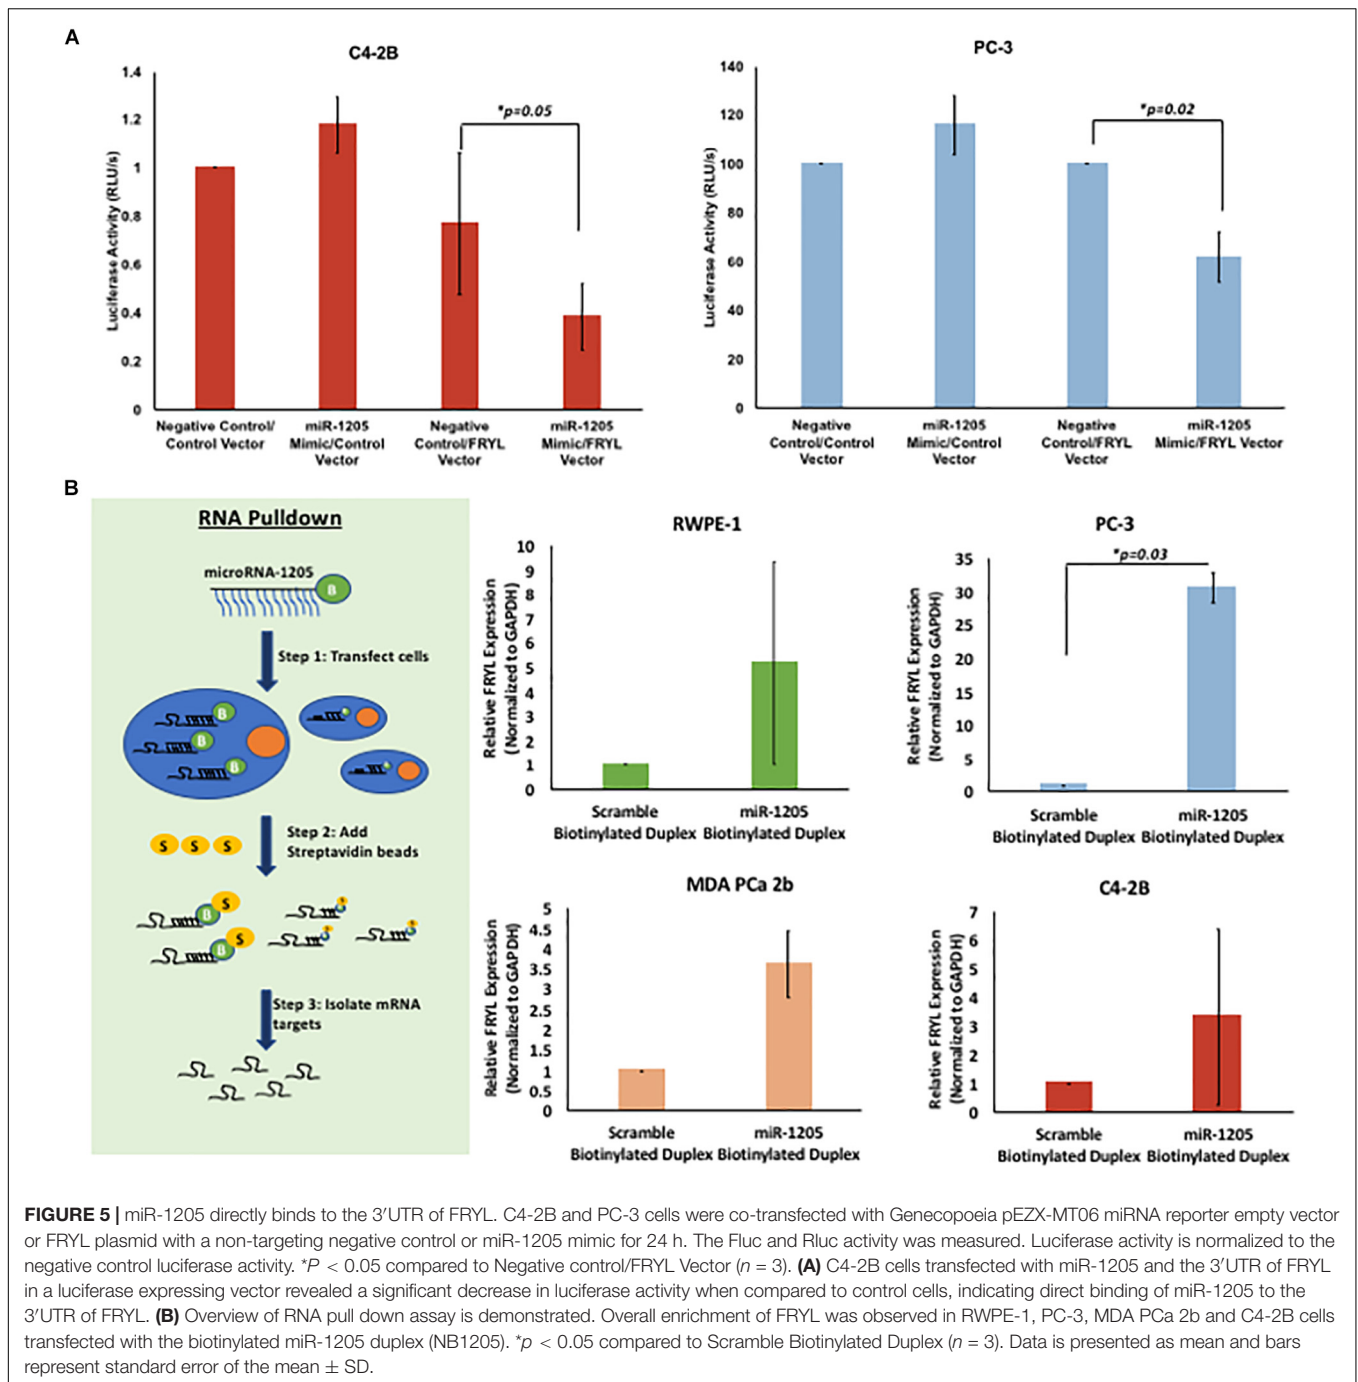 A
C4-2B
Luciferase Activity (RLU/s)
1.4
1.2
1
0.8
0.6
0.4
0.2
0
*p=0.05
Negative Control/
Control Vector
miR-1205
Mimic/Control
Vector
Negative
Control/FRYL
Vector
miR-1205
Mimic/FRYL
Vector
PC-3
Luciferase Activity (RLU/s)
140
120
100
80
60
40
20
0
*p=0.02
Negative
Control/Control
Vector
miR-1205
Mimic/Control
Vector
Negative
Control/FRYL
Vector
miR-1205
Mimic/FRYL Vector
B
RNA Pulldown
microRNA-1205
B
Step 1: Transfect cells
B
B
B
Step 2: Add
Streptavidin beads
S S S
S
B
S
B
Step 3: Isolate mRNA
targets
RWPE-1
Relative FRYL Expression
(Normalized to GAPDH)
10
9
8
7
6
5
4
3
2
1
0
Scramble
Biotinylated Duplex
miR-1205
Biotinylated Duplex
PC-3
Relative FRYL Expression
(Normalized to GAPDH)
35
30
25
20
15
10
5
0
*p=0.03
Scramble
Biotinylated Duplex
miR-1205
Biotinylated Duplex
MDA PCa 2b
Relative FRYL Expression
(Normalized to GAPDH)
5
4.5
4
3.5
3
2.5
2
1.5
1
0.5
0
Scramble
Biotinylated Duplex
miR-1205
Biotinylated Duplex
C4-2B
Relative FRYL Expression
(Normalized to GAPDH)
7
6
5
4
3
2
1
0
Scramble
Biotinylated Duplex
miR-1205
Biotinylated Duplex
FIGURE 5 | miR-1205 directly binds to the 3′UTR of FRYL. C4-2B and PC-3 cells were co-transfected with Genecopoeia pEZX-MT06 miRNA reporter empty vector
or FRYL plasmid with a non-targeting negative control or miR-1205 mimic for 24 h. The Fluc and Rluc activity was measured. Luciferase activity is normalized to the
negative control luciferase activity. *P < 0.05 compared to Negative control/FRYL Vector (n = 3). (A) C4-2B cells transfected with miR-1205 and the 3′UTR of FRYL
in a luciferase expressing vector revealed a significant decrease in luciferase activity when compared to control cells, indicating direct binding of miR-1205 to the
3′UTR of FRYL. (B) Overview of RNA pull down assay is demonstrated. Overall enrichment of FRYL was observed in RWPE-1, PC-3, MDA PCa 2b and C4-2B cells
transfected with the biotinylated miR-1205 duplex (NB1205). *p < 0.05 compared to Scramble Biotinylated Duplex (n = 3). Data is presented as mean and bars
represent standard error of the mean ± SD.